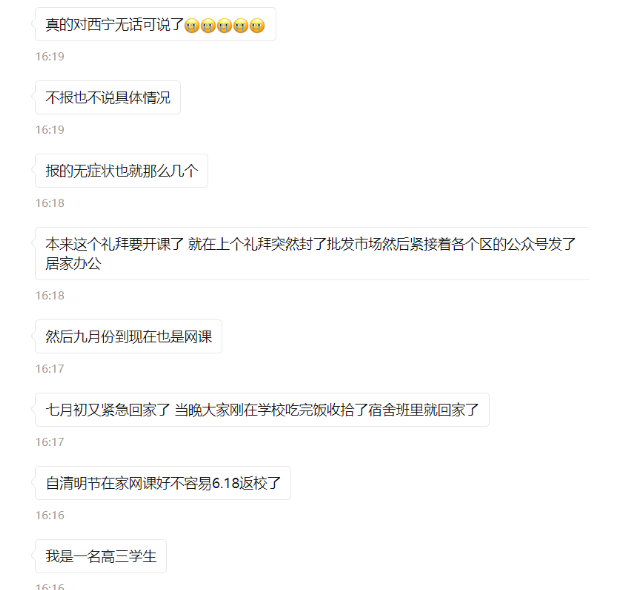 真的对西宁无话可说了😭😭😭😭😭
16:19
不报也不说具体情况
16:19
报的无症状也就那么几个
16:18
本来这个礼拜要开课了 就在上个礼拜突然封了批发市场然后紧接着各个区的公众号发了
居家办公
16:18
然后九月份到现在也是网课
16:17
七月初又紧急回家了 当晚大家刚在学校吃完饭收拾了宿舍班里就回家了
16:17
自清明节在家网课好不容易6.18返校了
16:16
我是一名高三学生
16:16